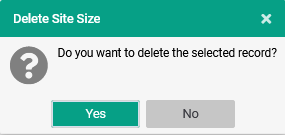 Delete Site Size
Do you want to delete the selected record?
Yes
No